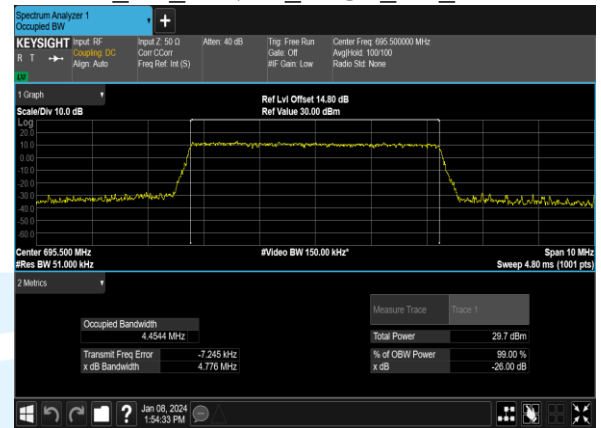 Spectrum Analyzer 1
Occupied BW
KEYSIGHT Input: RF Input Z: 50 Ω Atten: 40 dB Trig: Free Run Center Freq: 695.500000 MHz
R T Coupling: DC Corr CCorr Gate: Off Avg|Hold: 100/100
Align: Auto Freq Ref: Int (S) #IF Gain: Low Radio Std: None
1 Graph
Ref Lvl Offset 14.80 dB
Scale/Div 10.0 dB Ref Value 30.00 dBm
Log
20.0
10.0
0.00
-10.0
-20.0
-30.0
-40.0
-50.0
-60.0
Center 695.500 MHz #Video BW 150.00 kHz* Span 10 MHz
#Res BW 51.000 kHz Sweep 4.80 ms (1001 pts)
2 Metrics
Measure Trace Trace 1
Occupied Bandwidth
4.4544 MHz Total Power 29.7 dBm
Transmit Freq Error -7.245 kHz % of OBW Power 99.00 %
x dB Bandwidth 4.776 MHz x dB -26.00 dB
? Jan 08, 2024
1:54:33 PM